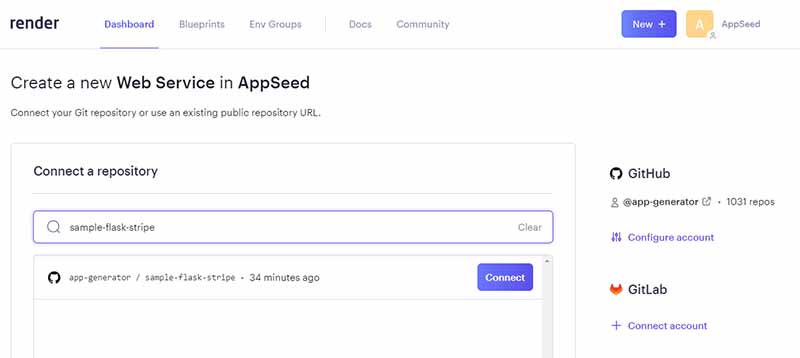 render Dashboard Blueprints Env Groups Docs Community New + A AppSeed
Create a new Web Service in AppSeed
Connect your Git repository or use an existing public repository URL.
Connect a repository
sample-flask-stripe Clear
app-generator / sample-flask-stripe • 34 minutes ago Connect
GitHub
@app-generator • 1031 repos
Configure account
GitLab
Connect account